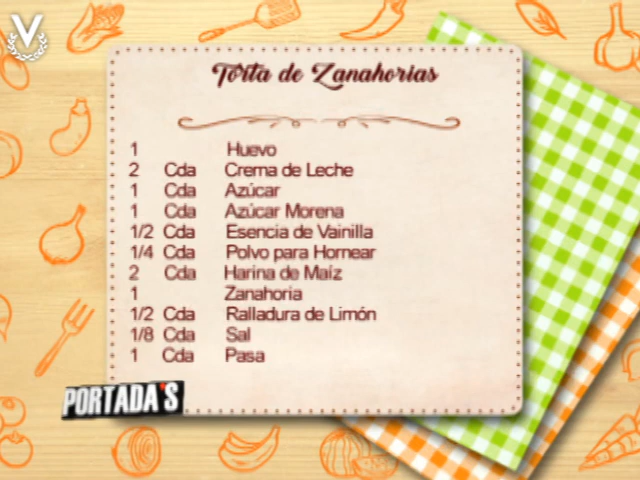 V
Torta de Zanahorias
1 Huevo
2 Cda Crema de Leche
1 Cda Azúcar
1 Cda Azúcar Morena
1/2 Cda Esencia de Vainilla
1/4 Cda Polvo para Hornear
2 Cda Harina de Maíz
1 Zanahoria
1/2 Cda Ralladura de Limón
1/8 Cda Sal
1 Cda Pasa
PORTADA'S